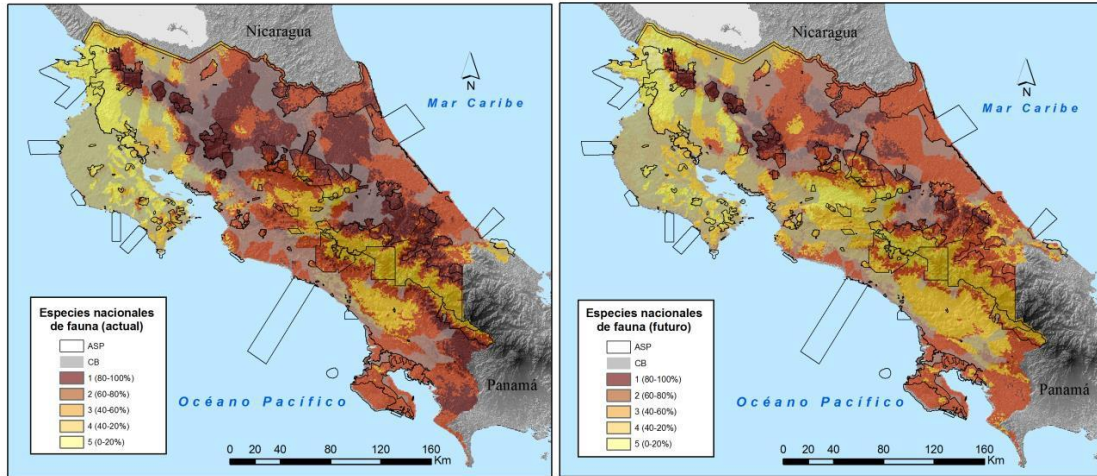 Nicaragua
N
Mar Caribe
Especies nacionales
de fauna (actual)
ASP
CB
1 (80-100%)
2 (60-80%)
3 (40-60%)
4 (40-20%)
5 (0-20%)
Océano Pacífico
Panamá
0 20 40 80 120 160
Km
Nicaragua
N
Mar Caribe
Especies nacionales
de fauna (futuro)
ASP
CB
1 (80-100%)
2 (60-80%)
3 (40-60%)
4 (40-20%)
5 (0-20%)
Océano Pacífico
Panamá
0 20 40 80 120 160
Km